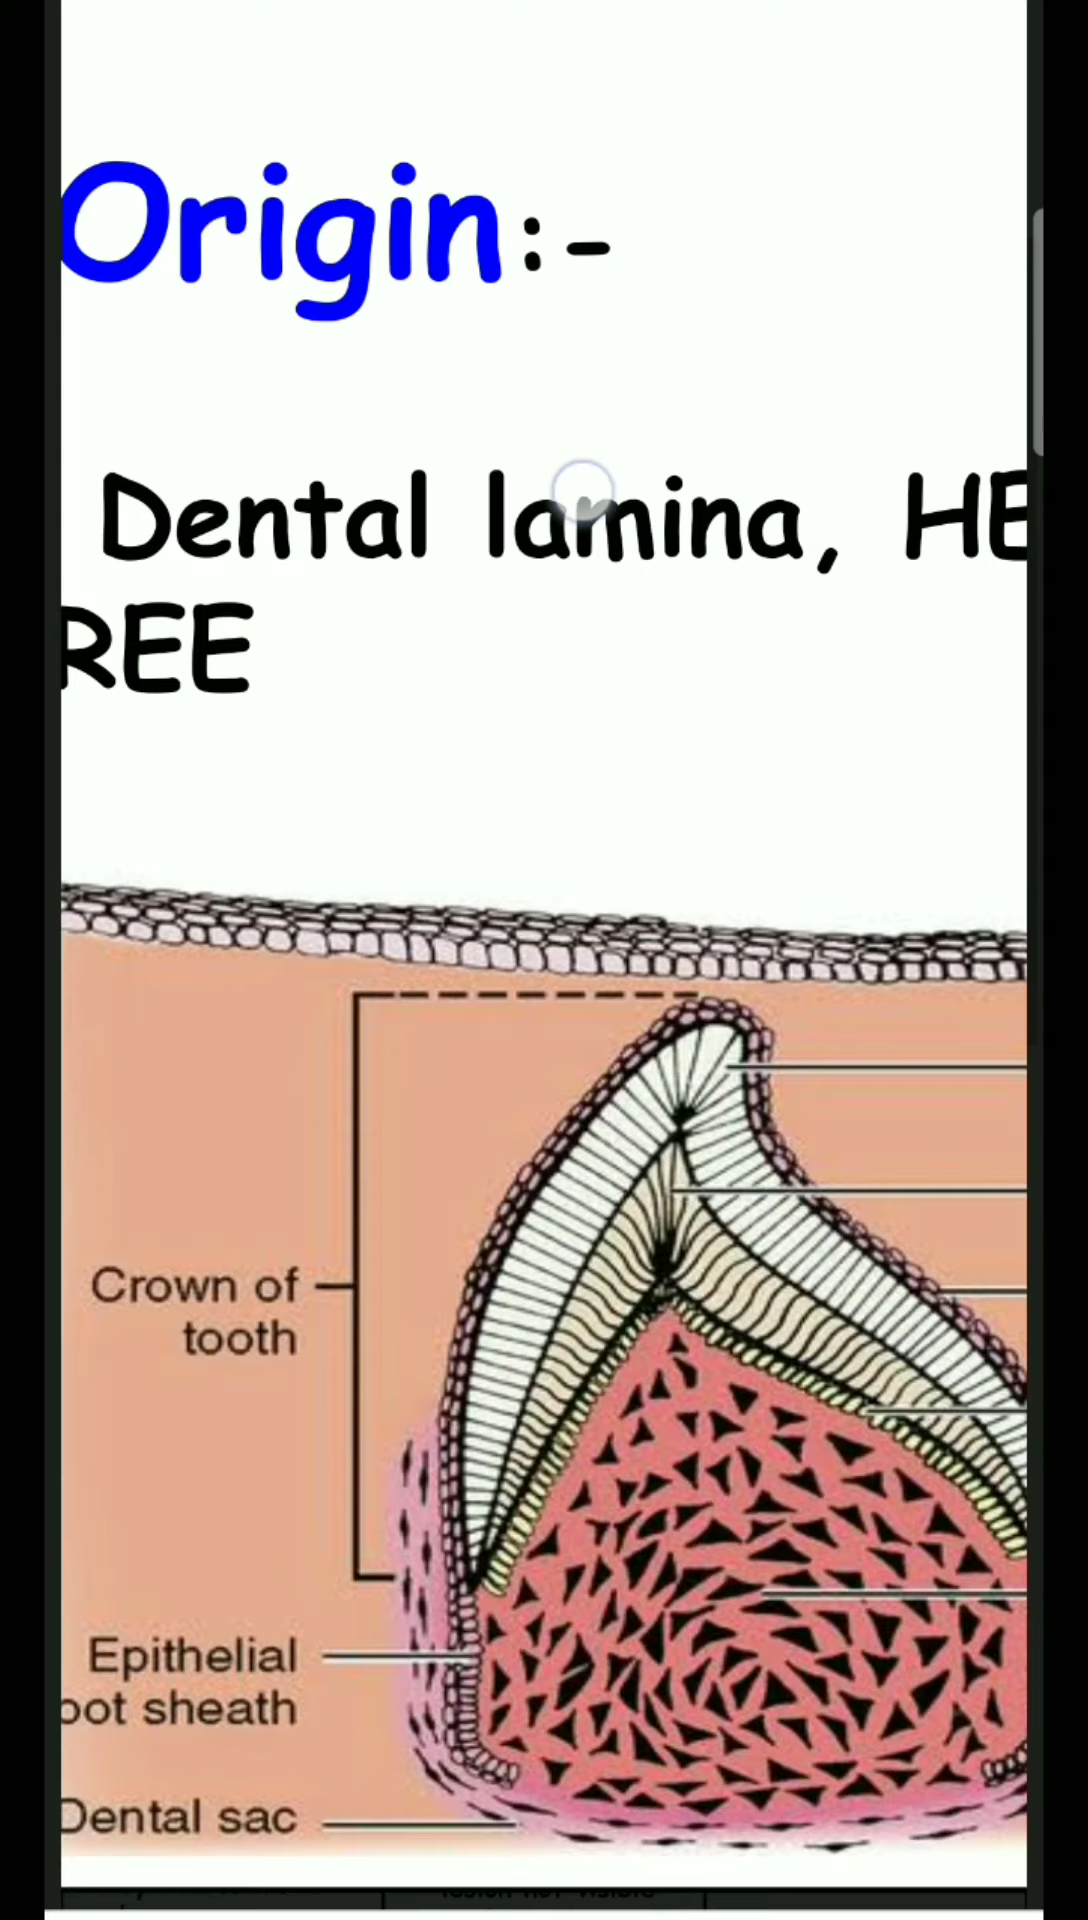 Origin:-
Dental lamina, HE
REE
Crown of
tooth
Epithelial
oot sheath
Dental sac